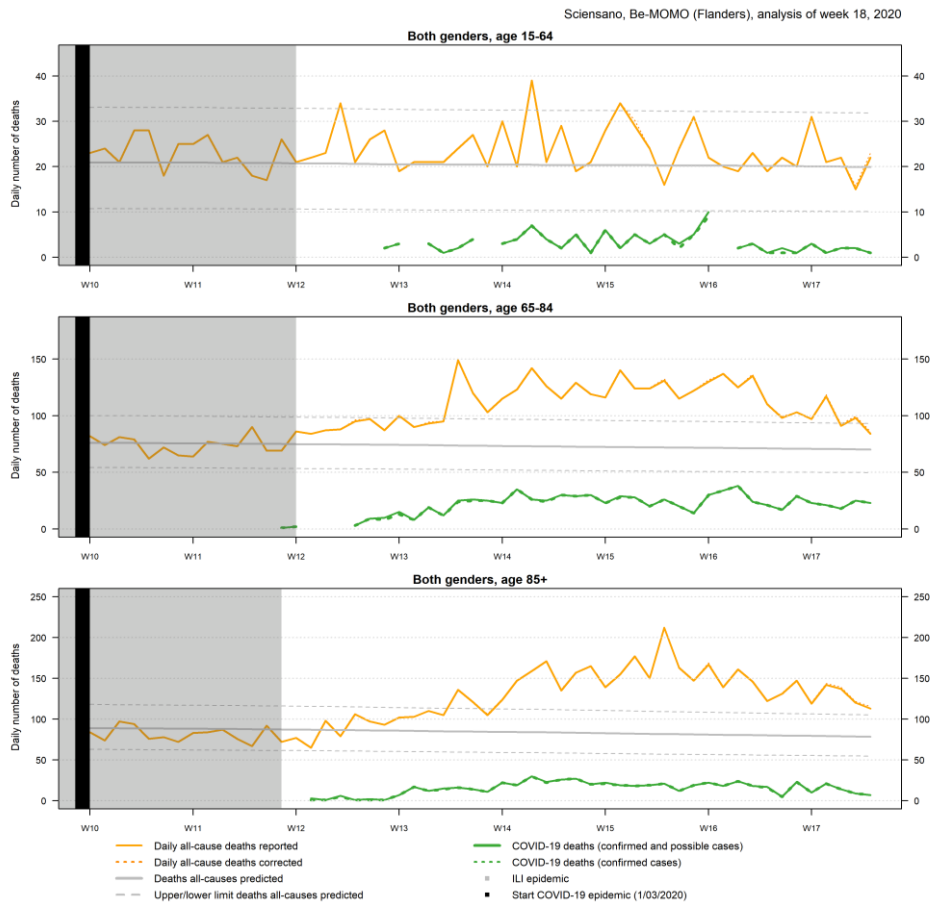 Sciensano, Be-MOMO (Flanders), analysis of week 18, 2020
Both genders, age 15-64
Daily number of deaths
40
30
20
10
0
40
30
20
10
0
W10 W11 W12 W13 W14 W15 W16 W17
Both genders, age 65-84
Daily number of deaths
150
100
50
0
150
100
50
0
W10 W11 W12 W13 W14 W15 W16 W17
Both genders, age 85+
Daily number of deaths
250
200
150
100
50
0
250
200
150
100
50
0
W10 W11 W12 W13 W14 W15 W16 W17
Daily all-cause deaths reported
Daily all-cause deaths corrected
Deaths all-causes predicted
Upper/lower limit deaths all-causes predicted
COVID-19 deaths (confirmed and possible cases)
COVID-19 deaths (confirmed cases)
ILI epidemic
Start COVID-19 epidemic (1/03/2020)